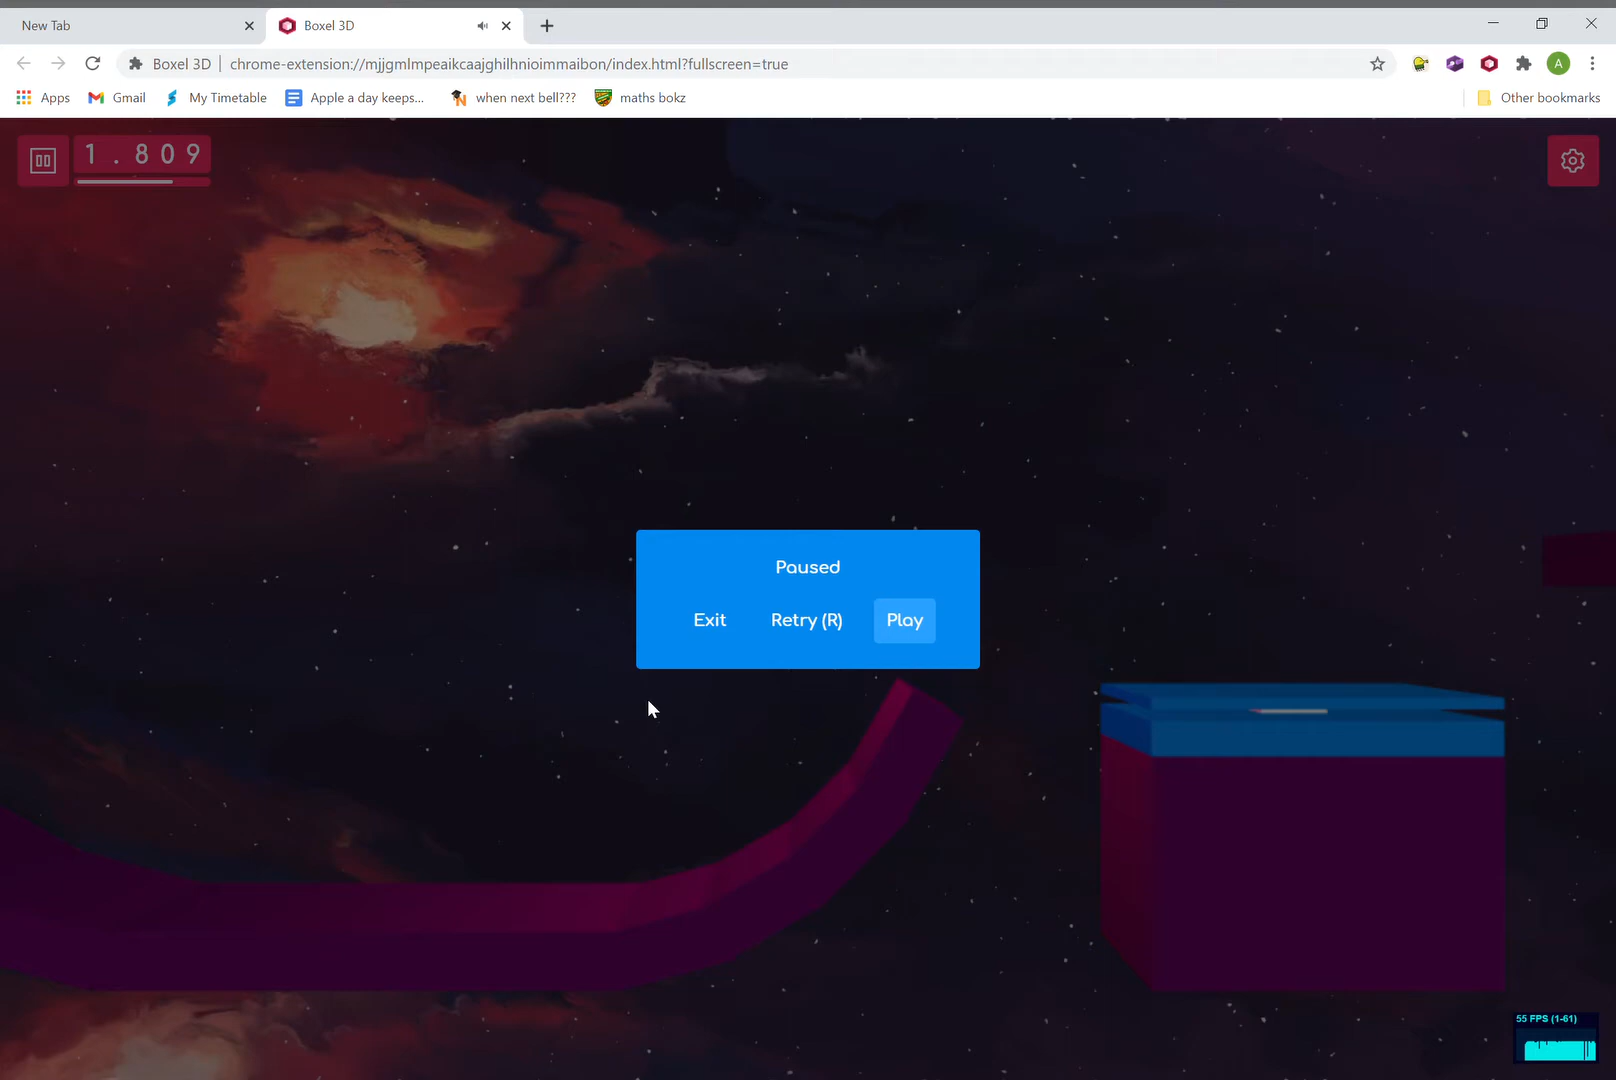 New Tab
Boxel 3D
Boxel 3D | chrome-extension://mjjgmlmpeaikcaajghilhnioimmaibon/index.html?fullscreen=true
A
Apps
Gmail
My Timetable
Apple a day keeps...
when next bell???
maths bokz
Other bookmarks
1.809
Paused
Exit
Retry (R)
Play
55 FPS (1-61)